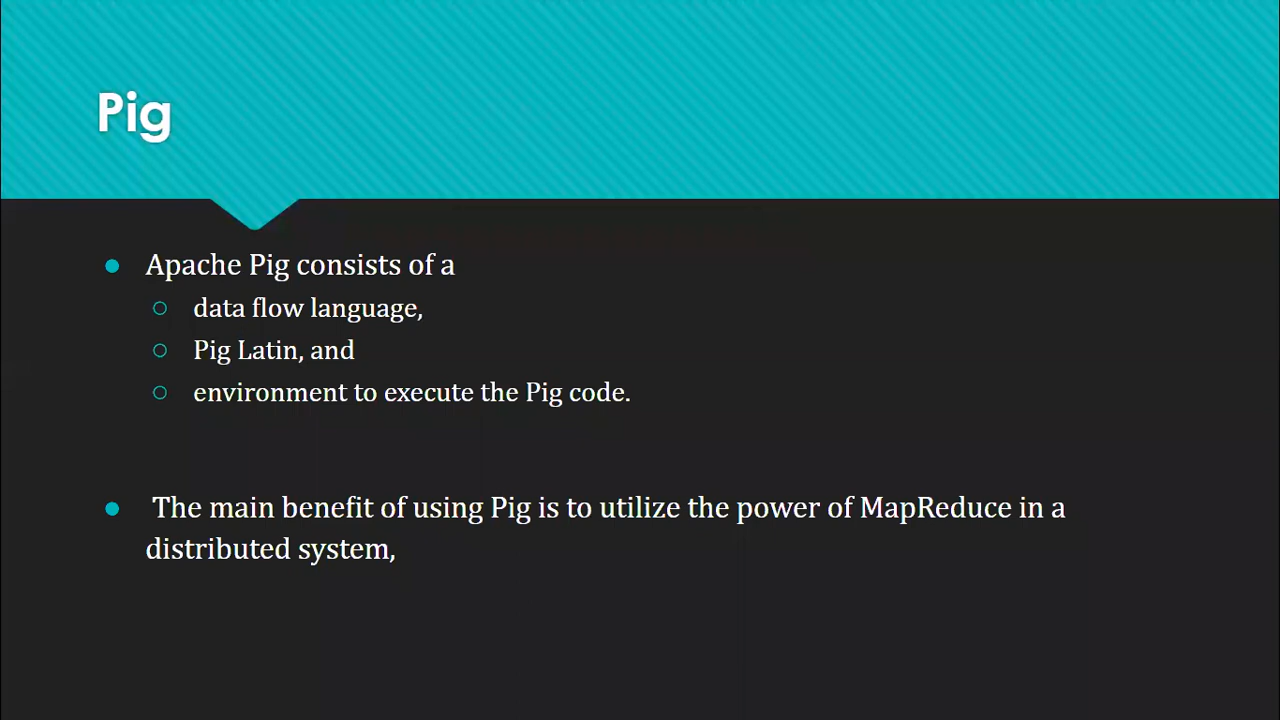 Pig
Apache Pig consists of a
data flow language,
Pig Latin, and
environment to execute the Pig code.
The main benefit of using Pig is to utilize the power of MapReduce in a
distributed system,